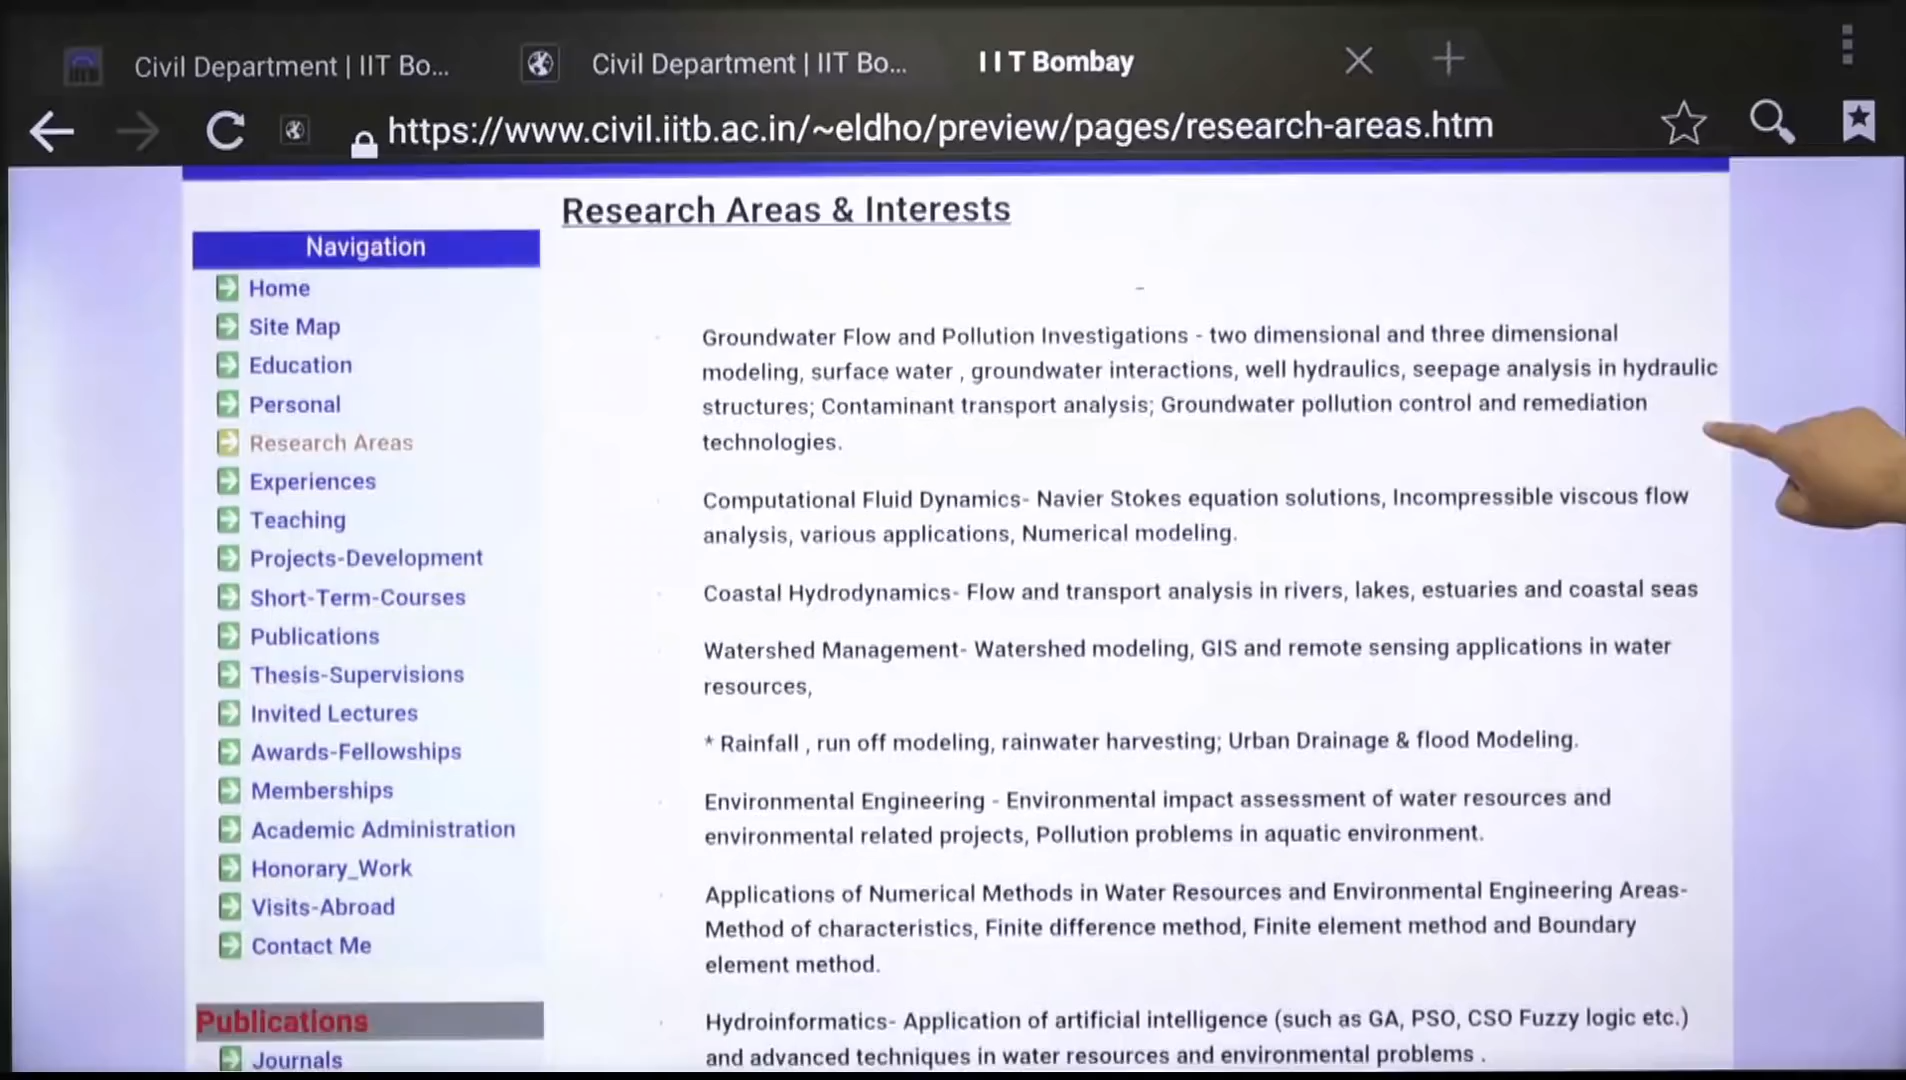 Civil Department | IIT Bo...
Civil Department | IIT Bo...
I I T Bombay
https://www.civil.iitb.ac.in/~eldho/preview/pages/research-areas.htm
Research Areas & Interests
Navigation
Home
Site Map
Education
Personal
Research Areas
Experiences
Teaching
Projects-Development
Short-Term-Courses
Publications
Thesis-Supervisions
Invited Lectures
Awards-Fellowships
Memberships
Academic Administration
Honorary_Work
Visits-Abroad
Contact Me
Publications
Journals
Groundwater Flow and Pollution Investigations - two dimensional and three dimensional
modeling, surface water , groundwater interactions, well hydraulics, seepage analysis in hydraulic
structures; Contaminant transport analysis; Groundwater pollution control and remediation
technologies.
Computational Fluid Dynamics- Navier Stokes equation solutions, Incompressible viscous flow
analysis, various applications, Numerical modeling.
Coastal Hydrodynamics- Flow and transport analysis in rivers, lakes, estuaries and coastal seas
Watershed Management- Watershed modeling, GIS and remote sensing applications in water
resources,
* Rainfall , run off modeling, rainwater harvesting; Urban Drainage & flood Modeling.
Environmental Engineering - Environmental impact assessment of water resources and
environmental related projects, Pollution problems in aquatic environment.
Applications of Numerical Methods in Water Resources and Environmental Engineering Areas-
Method of characteristics, Finite difference method, Finite element method and Boundary
element method.
Hydroinformatics- Application of artificial intelligence (such as GA, PSO, CSO Fuzzy logic etc.)
and advanced techniques in water resources and environmental problems .